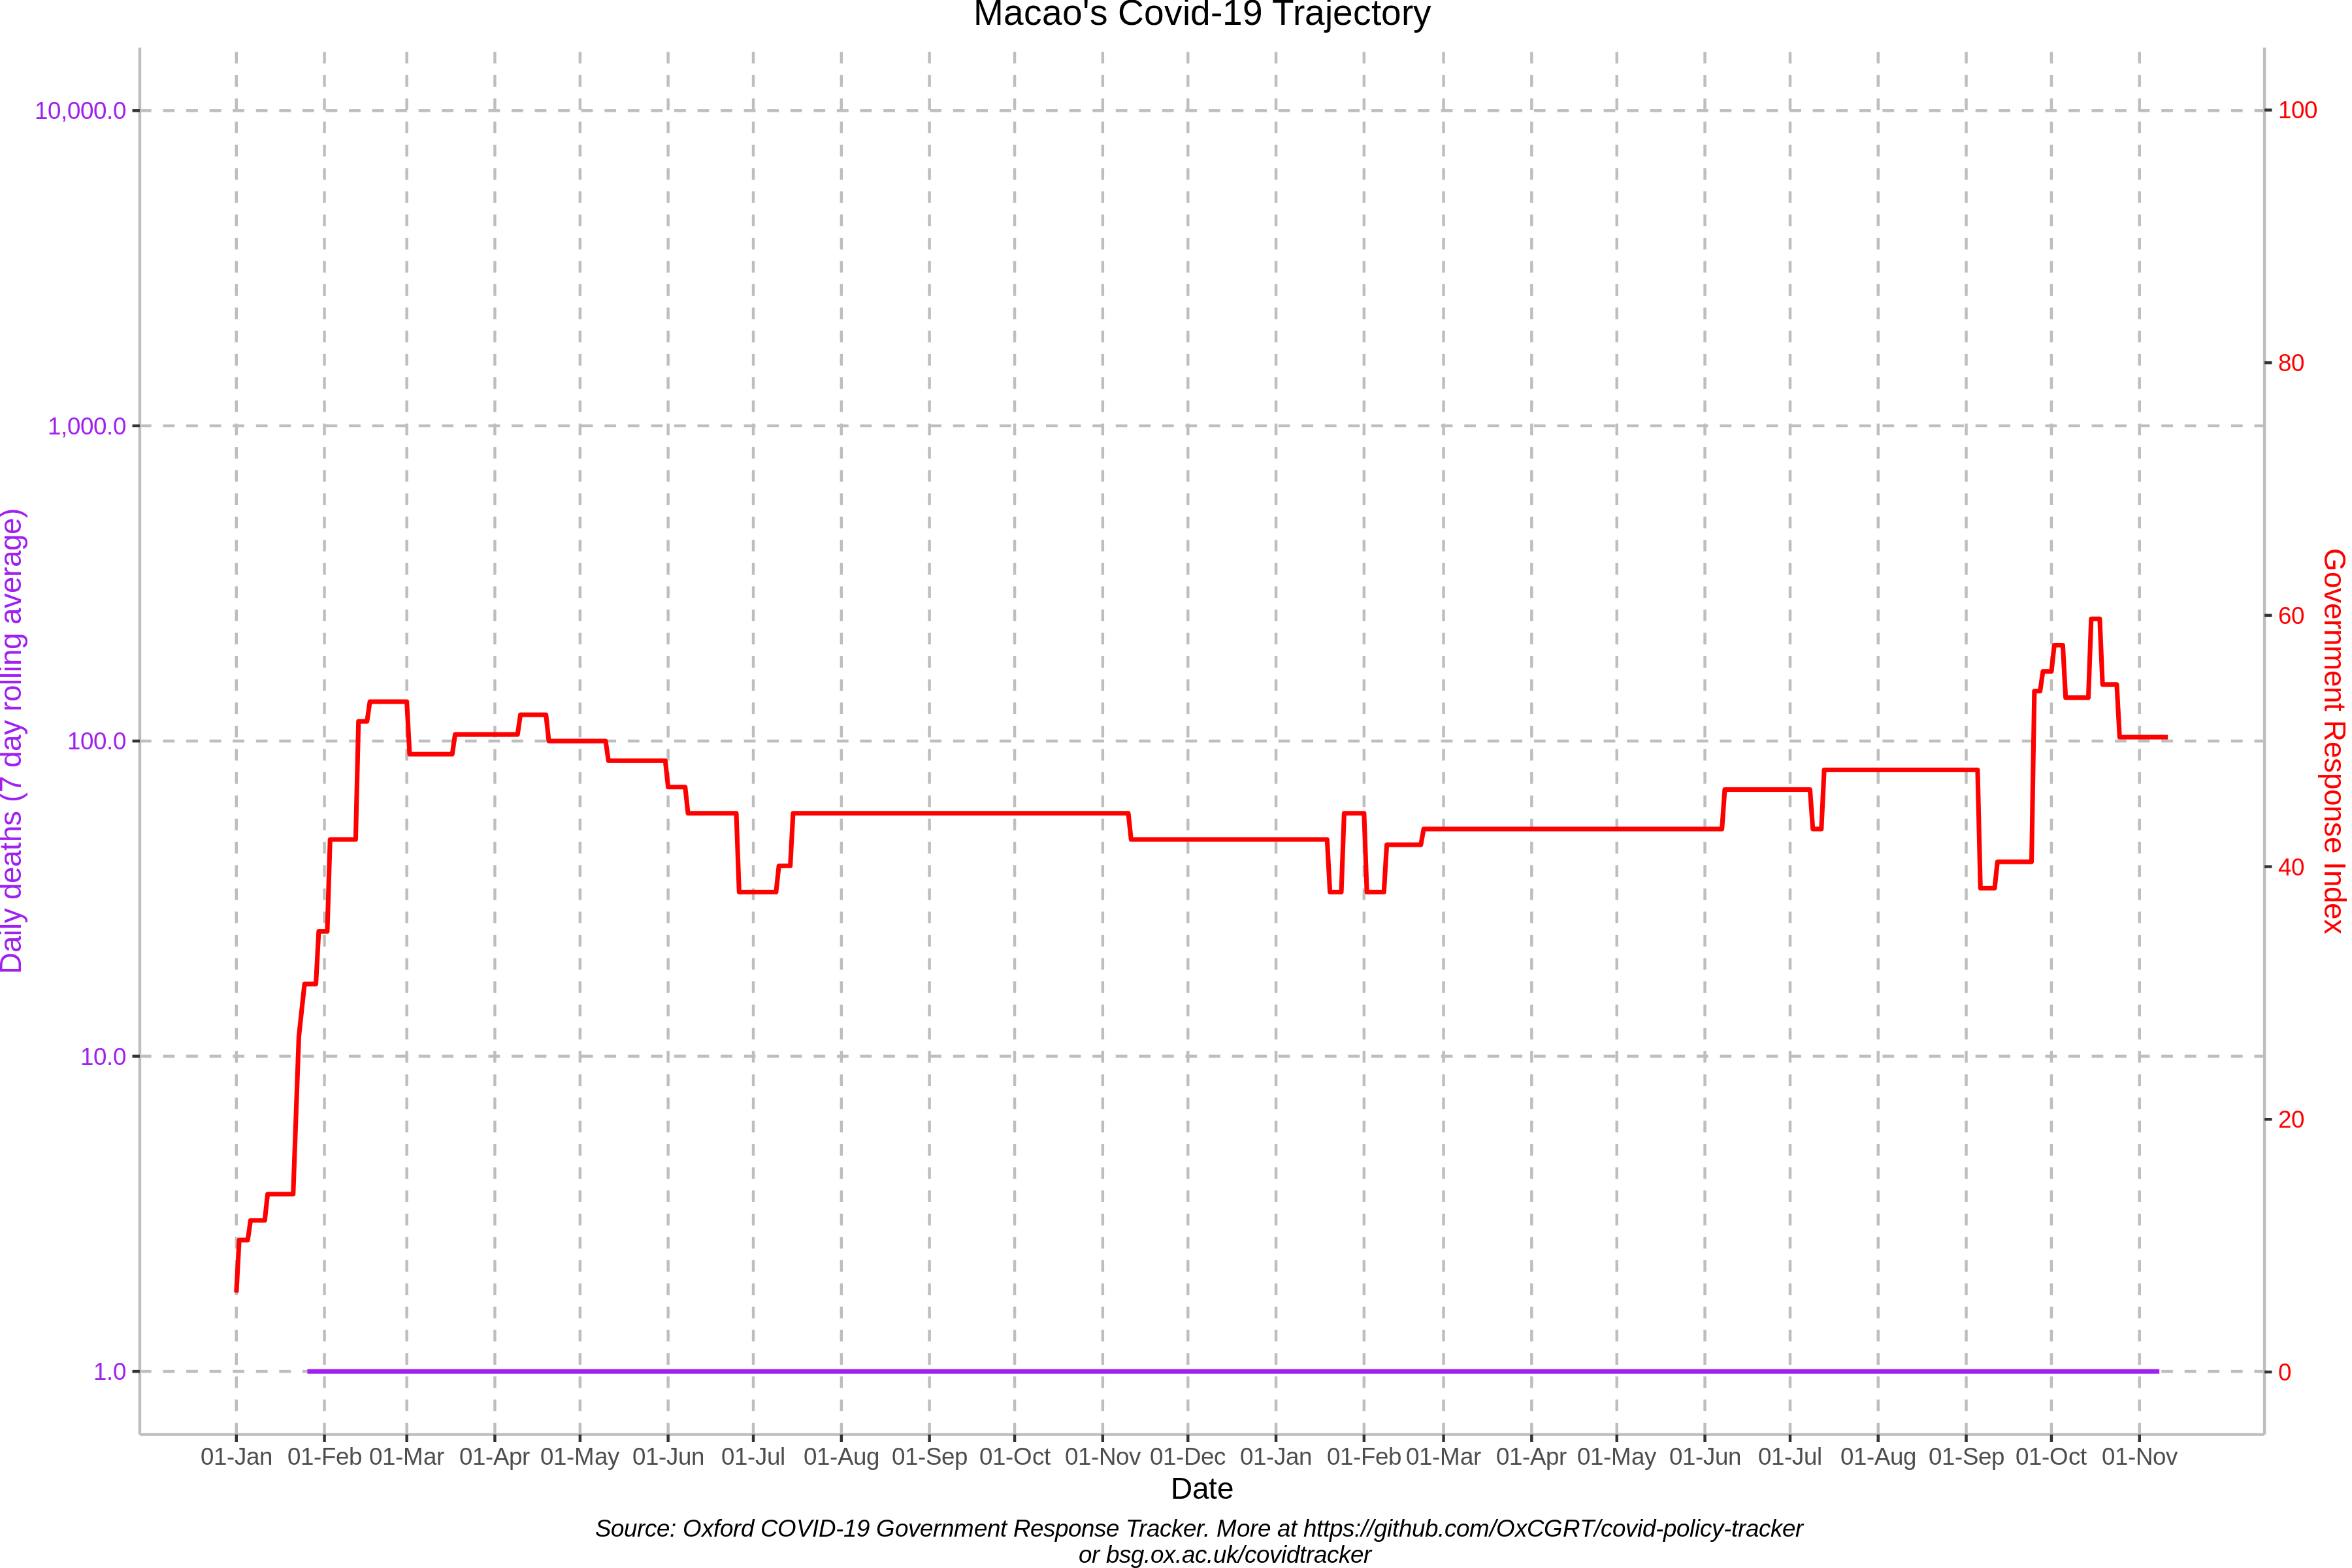 Macao's Covid-19 Trajectory
10,000.0
1,000.0
100.0
10.0
1.0
Daily deaths (7 day rolling average)
100
80
60
40
20
0
Government Response Index
01-Jan 01-Feb 01-Mar 01-Apr 01-May 01-Jun 01-Jul 01-Aug 01-Sep 01-Oct 01-Nov 01-Dec 01-Jan 01-Feb 01-Mar 01-Apr 01-May 01-Jun 01-Jul 01-Aug 01-Sep 01-Oct 01-Nov
Date
Source: Oxford COVID-19 Government Response Tracker. More at https://github.com/OxCGRT/covid-policy-tracker
or bsg.ox.ac.uk/covidtracker